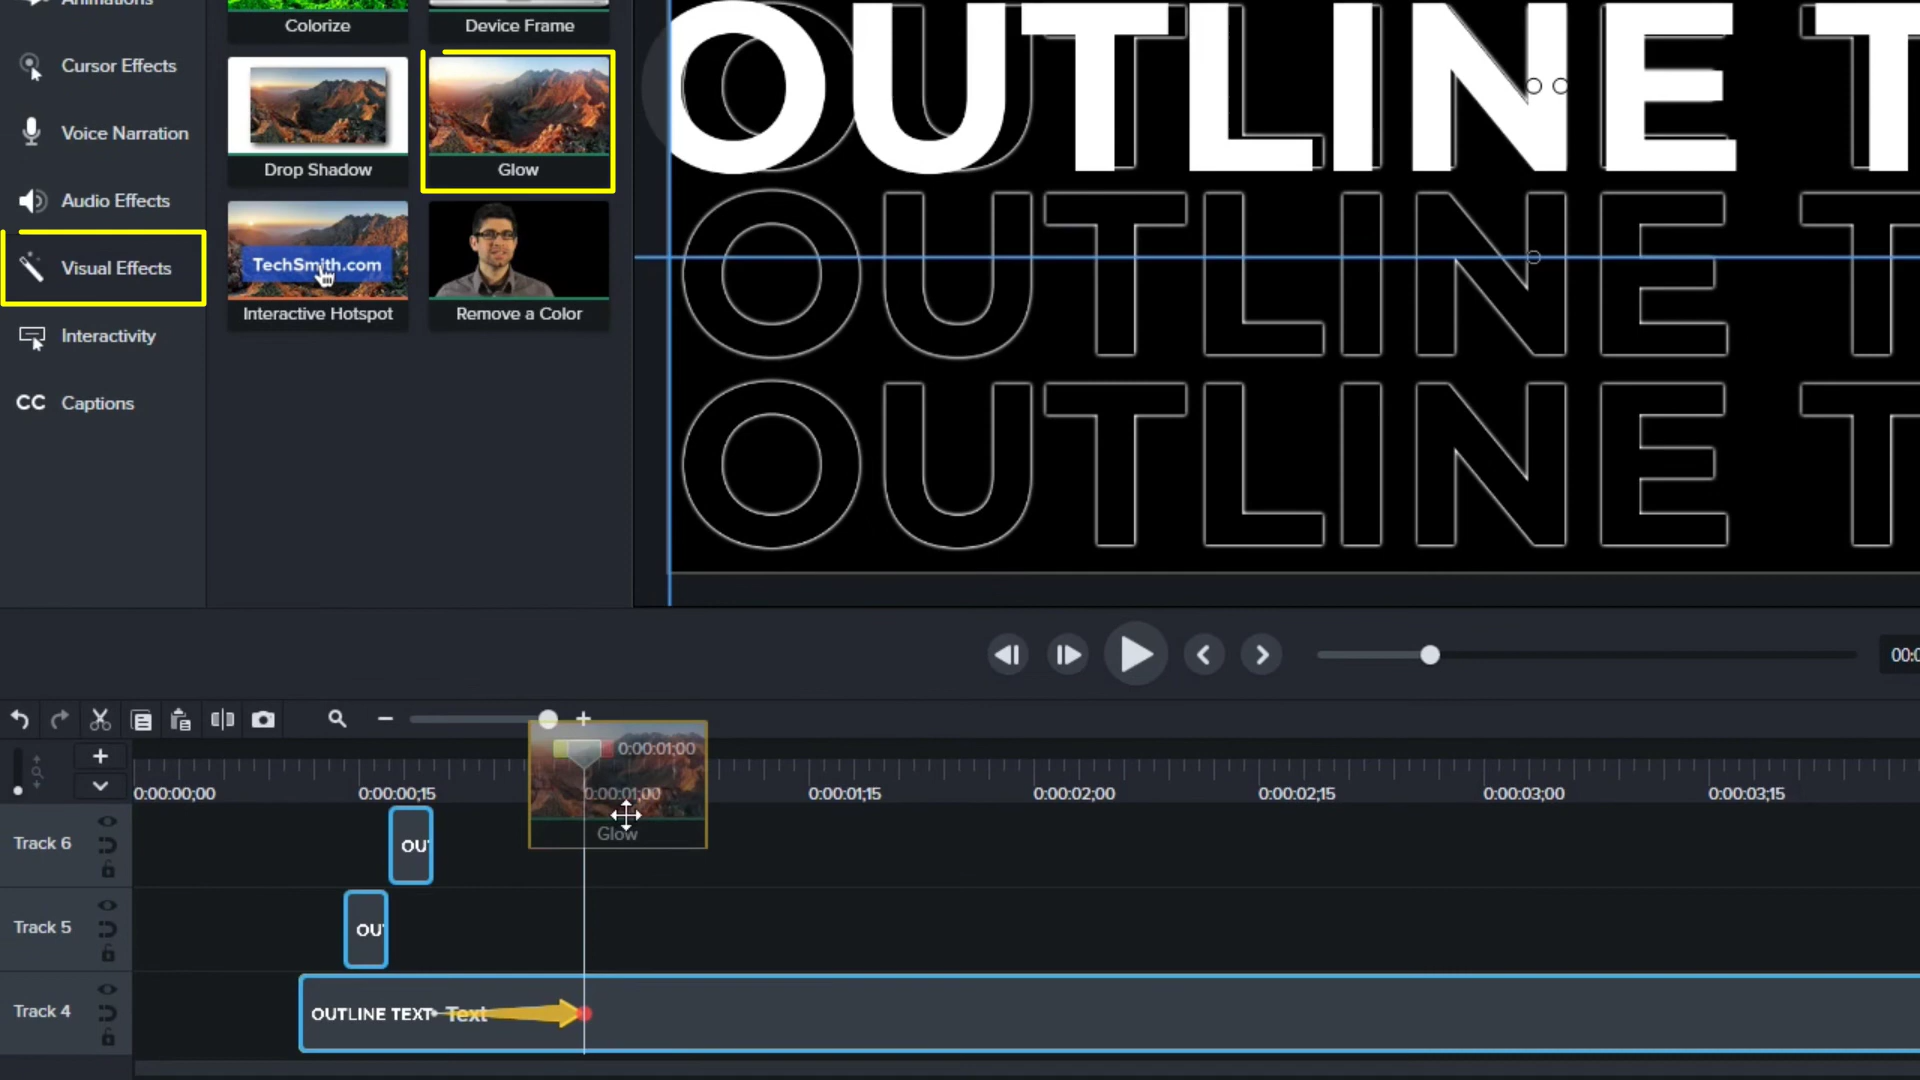 Animations
Cursor Effects
Voice Narration
Audio Effects
Visual Effects
Interactivity
CC Captions
Colorize
Device Frame
Drop Shadow
Glow
TechSmith.com
Interactive Hotspot
Remove a Color
OUTLINE T
OUTLINE T
OUTLINE T
00:0
0:00:01;00
0:00:00;00
0:00:00;15
0:00:01;00
0:00:01;15
0:00:02;00
0:00:02;15
0:00:03;00
0:00:03;15
Glow
Track 6
OU
Track 5
OU
Track 4
OUTLINE TEXT
Text